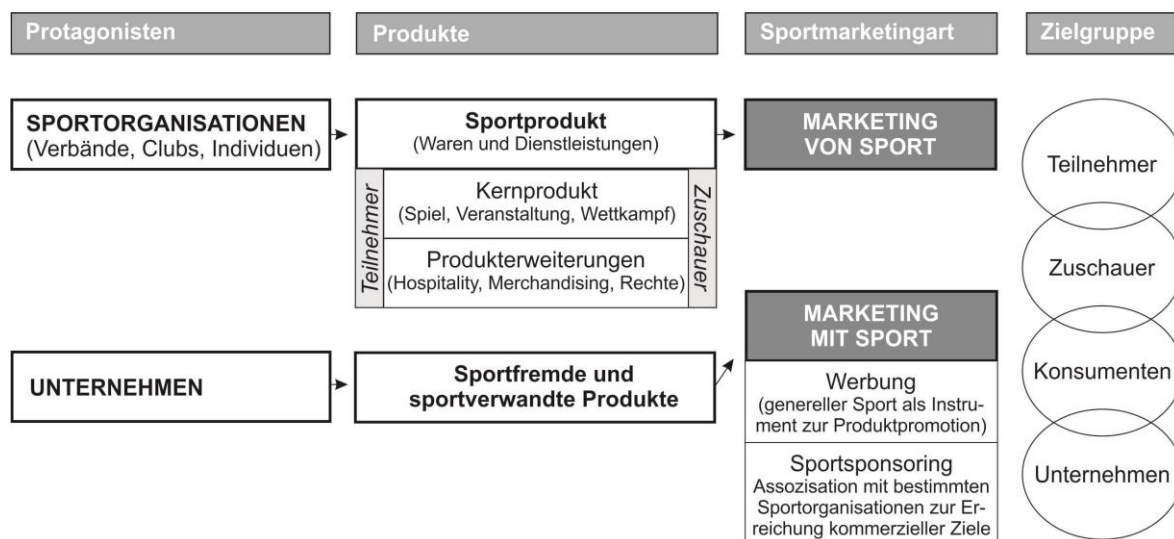 Protagonisten
Produkte
Sportmarketingart
Zielgruppe
SPORTORGANISATIONEN
(Verbände, Clubs, Individuen)
Sportprodukt
(Waren und Dienstleistungen)
Teilnehmer
Kernprodukt
(Spiel, Veranstaltung, Wettkampf)
Produkterweiterungen
(Hospitality, Merchandising, Rechte)
Zuschauer
MARKETING
VON SPORT
UNTERNEHMEN
Sportfremde und
sportverwandte Produkte
MARKETING
MIT SPORT
Werbung
(genereller Sport als Instru-
ment zur Produktpromotion)
Sportsponsoring
Assozisation mit bestimmten
Sportorganisationen zur Er-
reichung kommerzieller Ziele
Teilnehmer
Zuschauer
Konsumenten
Unternehmen